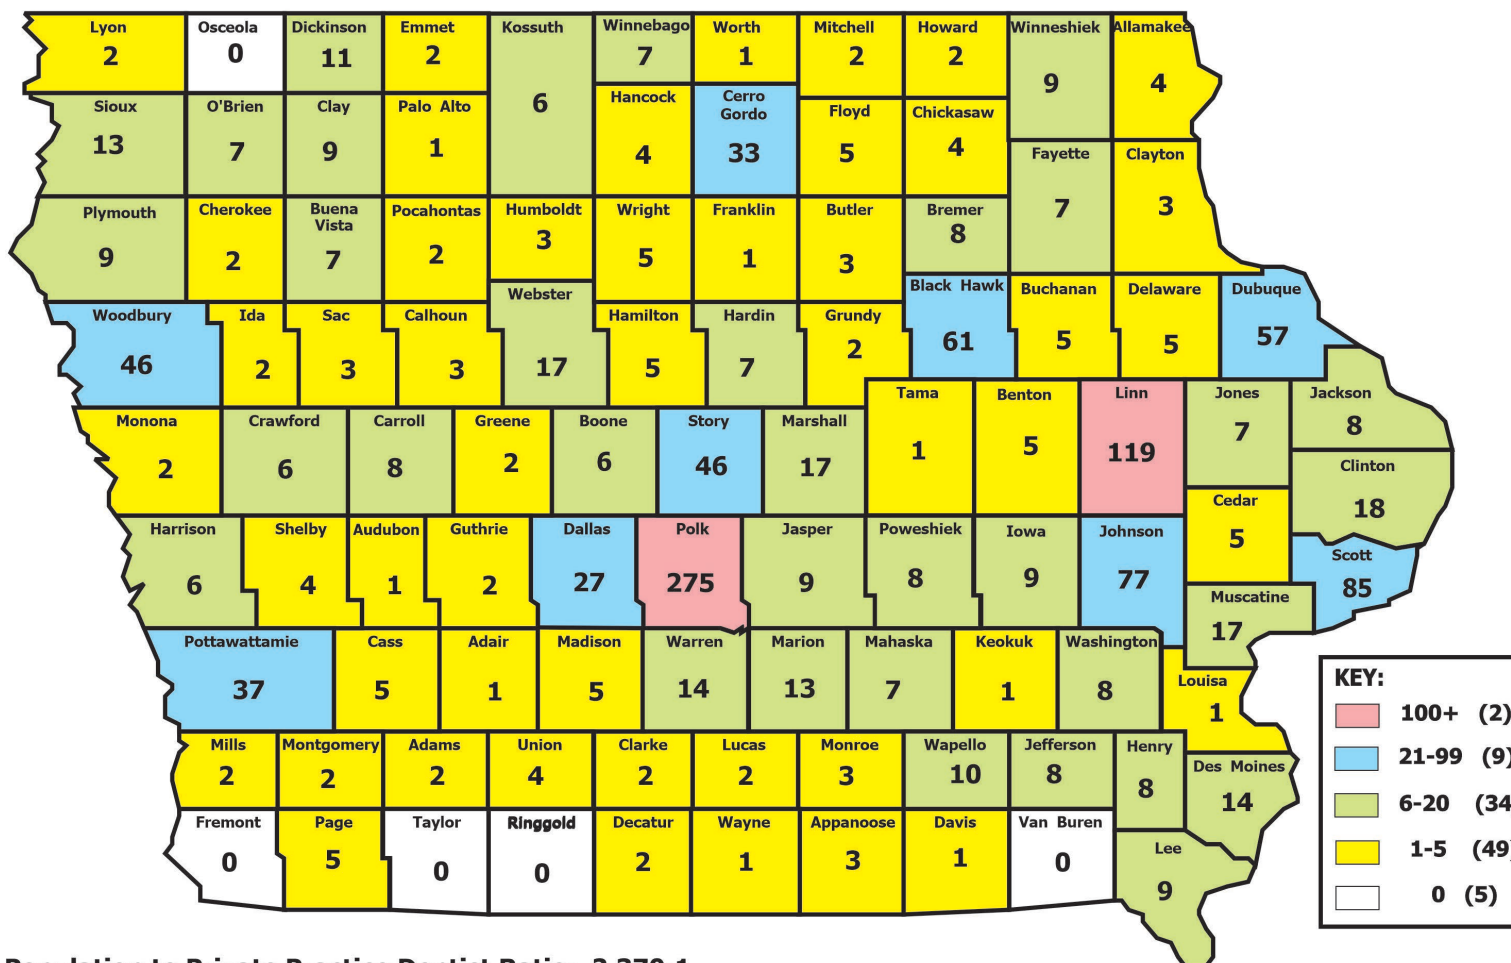 Lyon Osceola Dickinson Emmet Kossuth Winnebago Worth Mitchell Howard Winneshiek Allamakee
2 0 11 2 6 7 1 2 2 9 4
Sioux O'Brien Clay Palo Alto Hancock Cerro Gordo Floyd Chickasaw Fayette Clayton
13 7 9 1 4 33 5 4 7 3
Plymouth Cherokee Buena Vista Pocahontas Humboldt Wright Franklin Butler Bremer
9 2 7 2 3 5 1 3 8
Woodbury Ida Sac Calhoun Webster Hamilton Hardin Grundy Black Hawk Buchanan Delaware Dubuque
46 2 3 3 17 5 7 2 61 5 5 57
Monona Crawford Carroll Greene Boone Story Marshall Tama Benton Linn Jones Jackson
2 6 8 2 6 46 17 1 5 119 7 8
Clinton
18
Harrison Shelby Audubon Guthrie Dallas Polk Jasper Poweshiek Iowa Johnson Cedar Scott
6 4 1 2 27 275 9 8 9 77 5 85
Muscatine
17
Pottawattamie Cass Adair Madison Warren Marion Mahaska Keokuk Washington Louisa
37 5 1 5 14 13 7 1 8 1
Mills Montgomery Adams Union Clarke Lucas Monroe Wapello Jefferson Henry Des Moines
2 2 2 4 2 2 3 10 8 8 14
Fremont Page Taylor Ringgold Decatur Wayne Appanoose Davis Van Buren Lee
0 5 0 0 2 1 3 1 0 9
KEY:
100+ (2)
21-99 (9)
6-20 (34
1-5 (49)
0 (5)